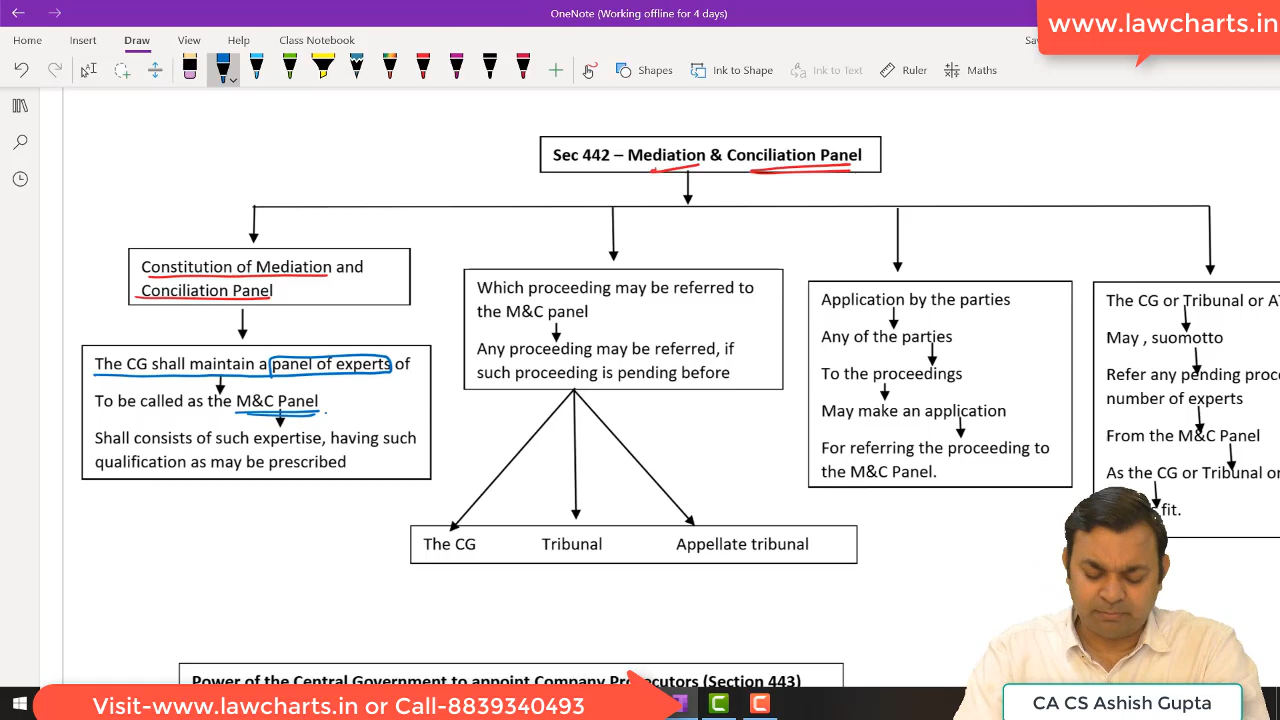 OneNote (Working offline for 4 days)
www.lawcharts.in
Home Insert Draw View Help Class Notebook
Shapes Ink to Shape Ink to Text Ruler Maths
Sec 442 – Mediation & Conciliation Panel
Constitution of Mediation and
Conciliation Panel
The CG shall maintain a panel of experts of
To be called as the M&C Panel
Shall consists of such expertise, having such
qualification as may be prescribed
Which proceeding may be referred to
the M&C panel
Any proceeding may be referred, if
such proceeding is pending before
The CG Tribunal Appellate tribunal
Application by the parties
Any of the parties
To the proceedings
May make an application
For referring the proceeding to
the M&C Panel.
The CG or Tribunal or
May , suomotto
Refer any pending
number of experts
From the M&C Panel
As the CG or Tribunal or
fit.
Power of the Central Government to appoint Company Prosecutors (Section 443)
Visit-www.lawcharts.in or Call-8839340493
CA CS Ashish Gupta